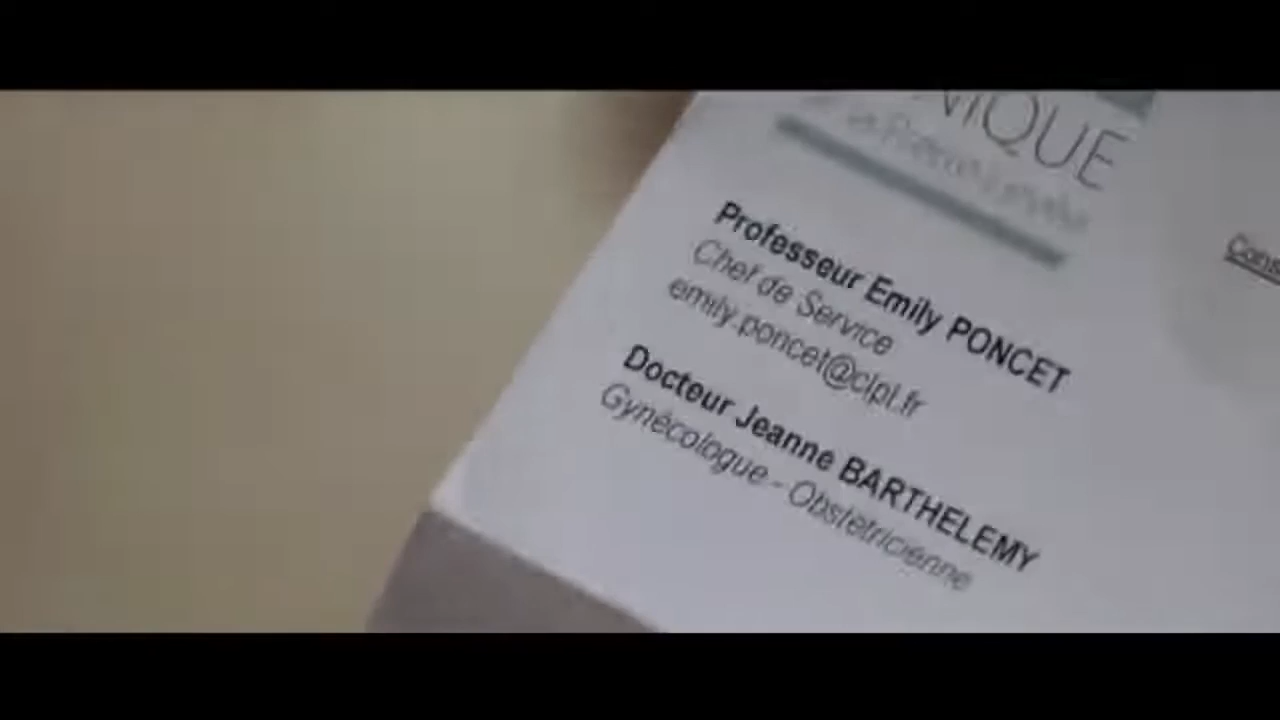 NIQUE
Professeur Emily PONCET
Chef de Service
emily.poncet@clpl.fr
Docteur Jeanne BARTHELEMY
Gynécologue - Obstétricienne